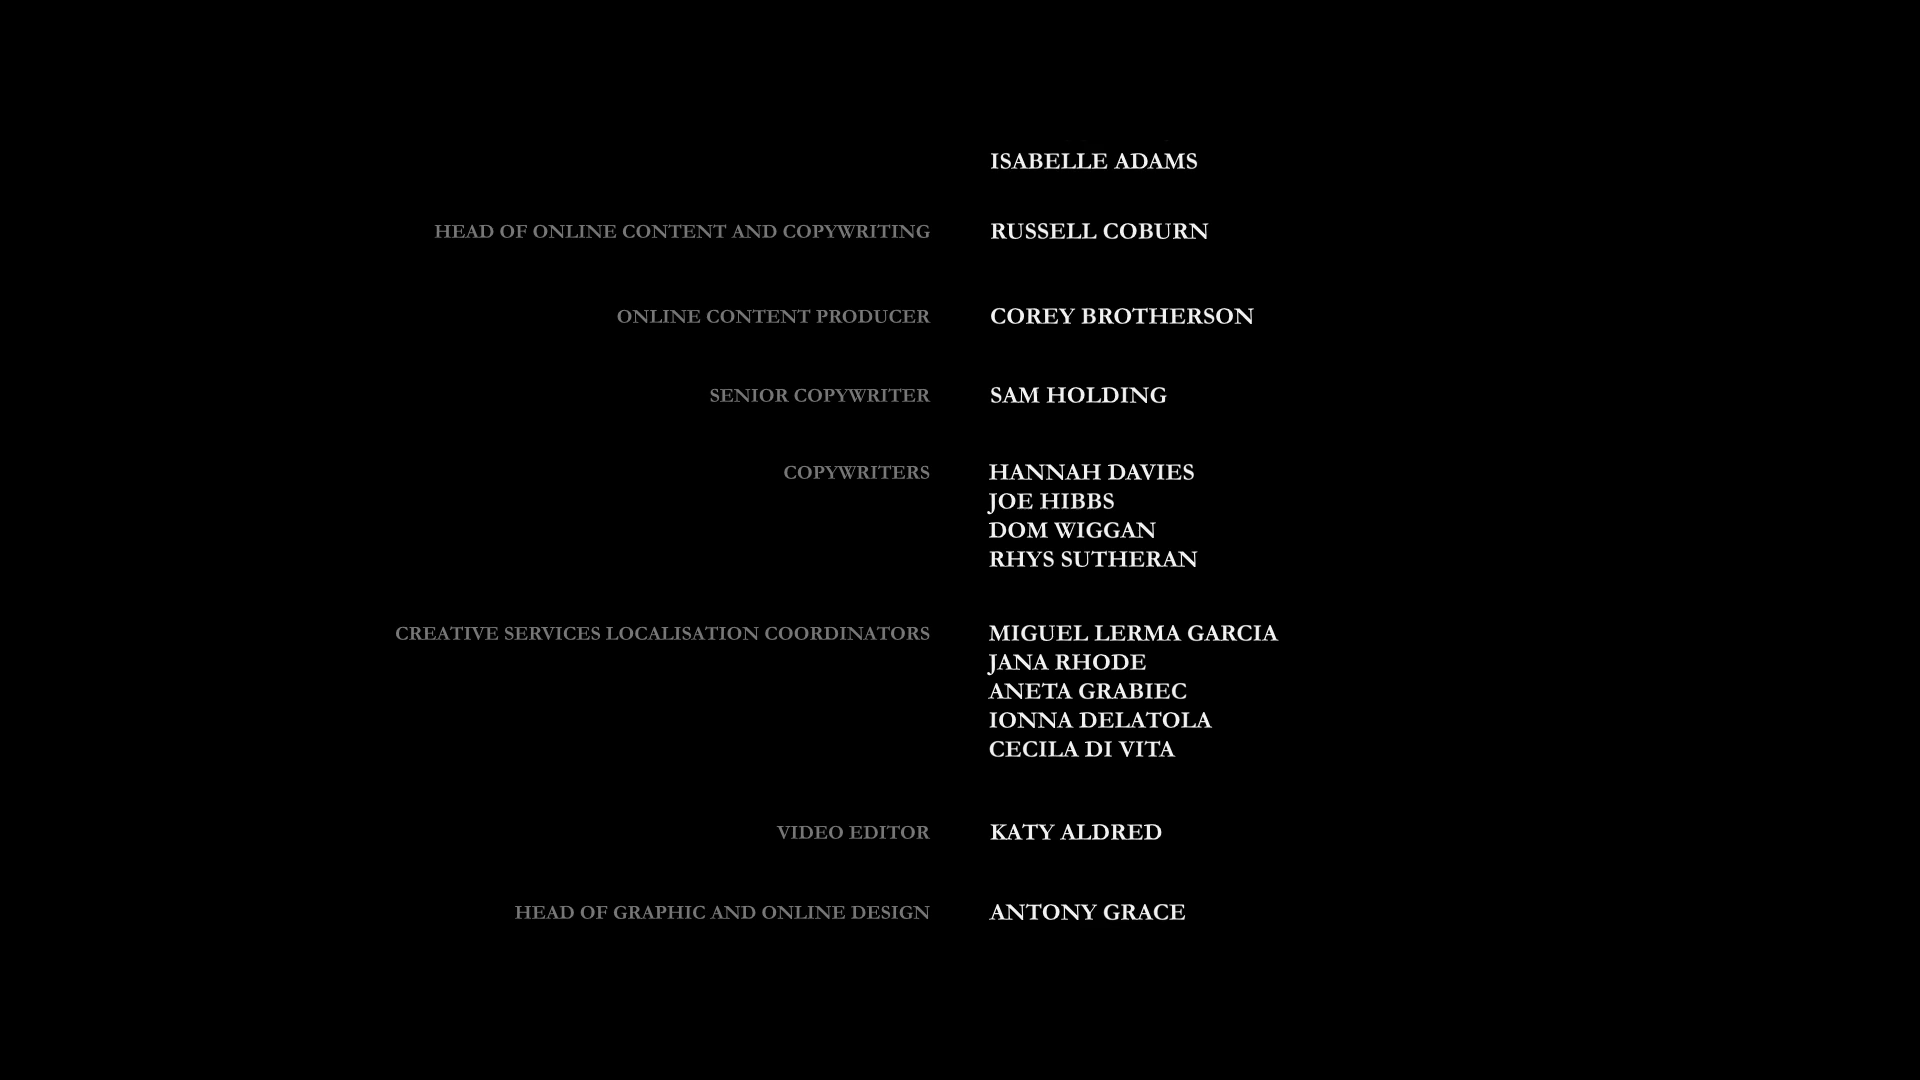 ISABELLE ADAMS
HEAD OF ONLINE CONTENT AND COPYWRITING RUSSELL COBURN
ONLINE CONTENT PRODUCER COREY BROTHERSON
SENIOR COPYWRITER SAM HOLDING
COPYWRITERS HANNAH DAVIES
JOE HIBBS
DOM WIGGAN
RHYS SUTHERAN
CREATIVE SERVICES LOCALISATION COORDINATORS MIGUEL LERMA GARCIA
JANA RHODE
ANETA GRABIEC
IONNA DELATOLA
CECILA DI VITA
VIDEO EDITOR KATY ALDRED
HEAD OF GRAPHIC AND ONLINE DESIGN ANTONY GRACE